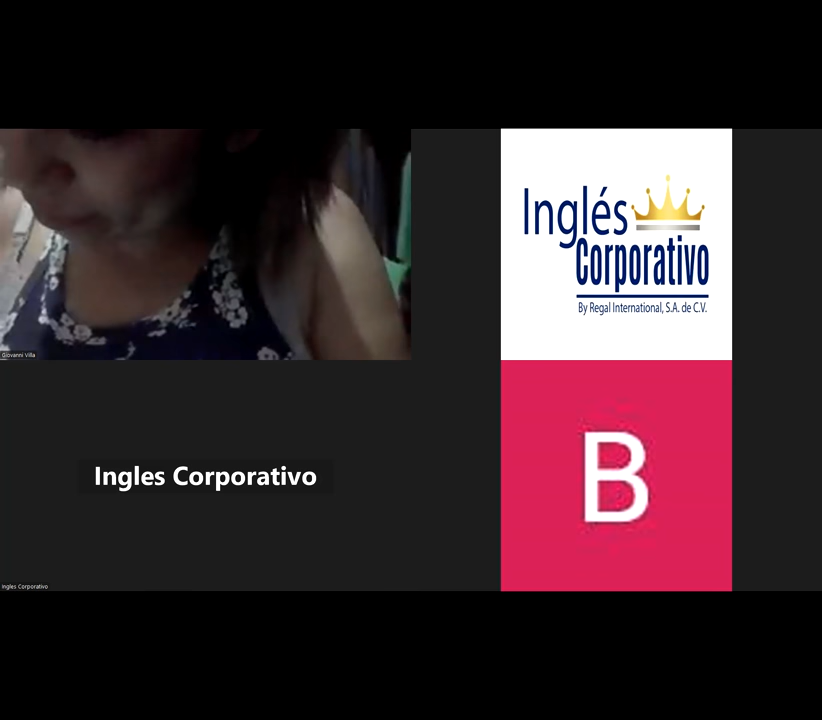 Inglés
Corporativo
By Regal International, S.A. de C.V.
Giovanni Villa
B
Ingles Corporativo
Ingles Corporativo